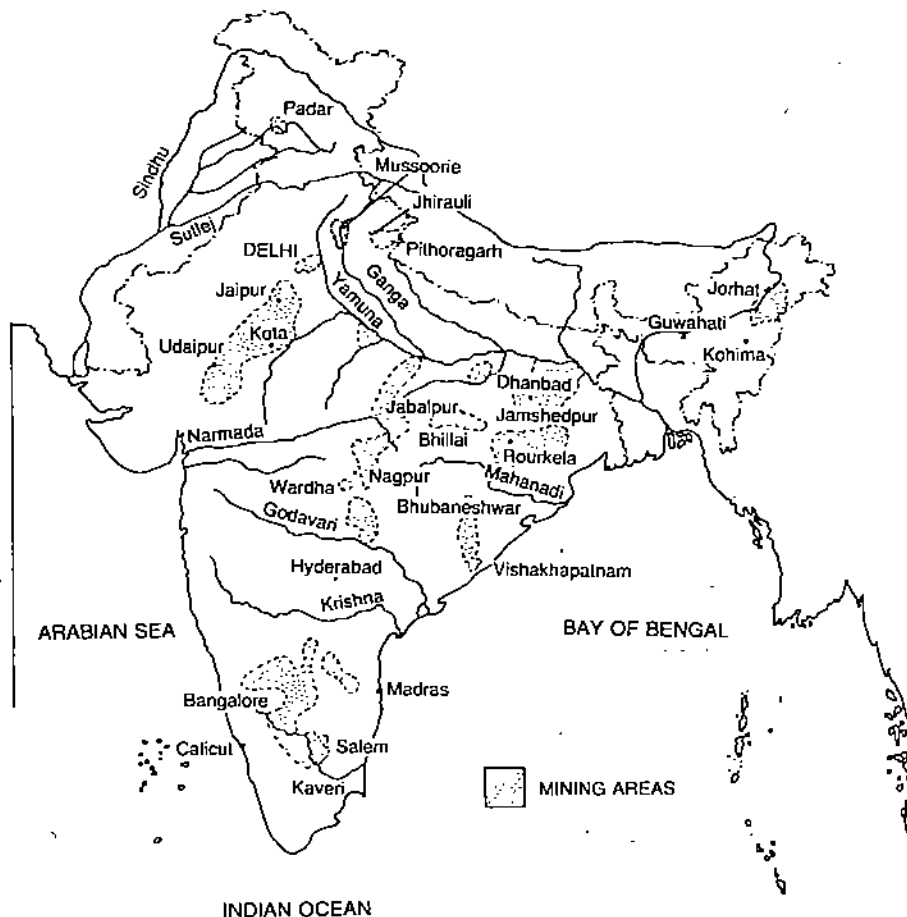 Padar
Sindhu
Mussoorie
Jhirauli
Sutlej
DELHI
Pithoragarh
Jaipur
Yamuna
Ganga
Jorhat
Udaipur
Kota
Guwahati
Kohima
Dhanbad
Jabalpur
Jamshedpur
Narmada
Bhillai
Rourkela
Wardha
Nagpur
Mahanadi
Godavari
Bhubaneshwar
Hyderabad
Vishakhapatnam
Krishna
ARABIAN SEA
BAY OF BENGAL
Bangalore
Madras
Calicut
Salem
Kaveri
MINING AREAS
INDIAN OCEAN